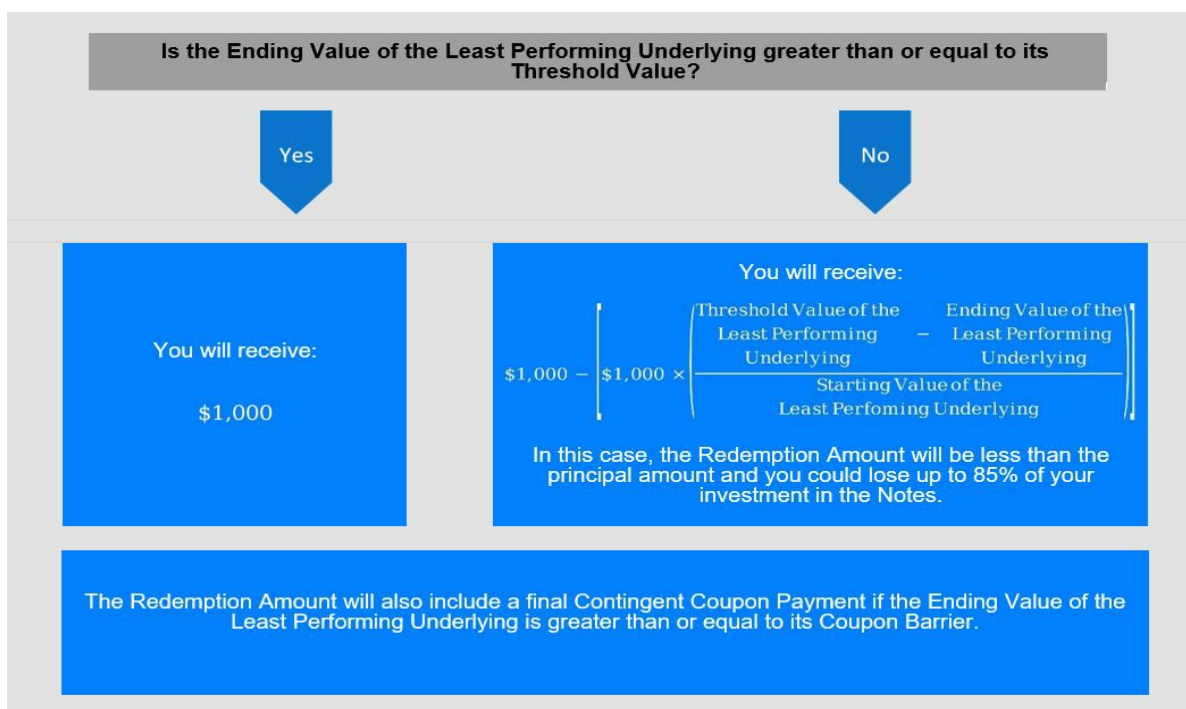 Is the Ending Value of the Least Performing Underlying greater than or equal to its
Threshold Value?
Yes
No
You will receive:
$1,000
You will receive:
$1,000 − [$1,000 × (Threshold Value of the Least Performing Underlying − Ending Value of the Least Performing Underlying
Starting Value of the
Least Perfoming Underlying)]
In this case, the Redemption Amount will be less than the
principal amount and you could lose up to 85% of your
investment in the Notes.
The Redemption Amount will also include a final Contingent Coupon Payment if the Ending Value of the
Least Performing Underlying is greater than or equal to its Coupon Barrier.